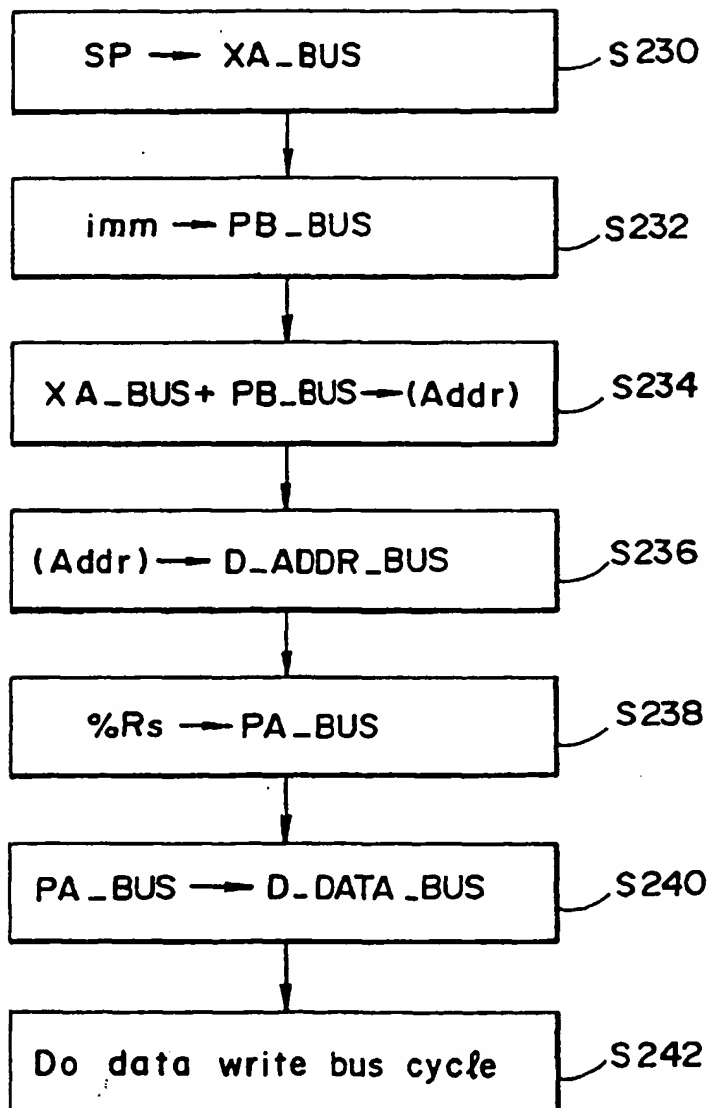 SP → XA_BUS S230
imm → PB_BUS S232
XA_BUS + PB_BUS → (Addr) S234
(Addr) → D_ADDR_BUS S236
%Rs → PA_BUS S238
PA_BUS → D_DATA_BUS S240
Do data write bus cycle S242